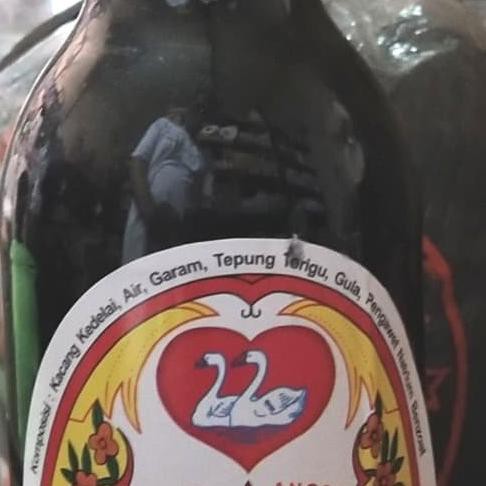 Komposisi : Kacang Kedelai, Air, Garam, Tepung Terigu, Gula, Pengawet Natrium Benzoat